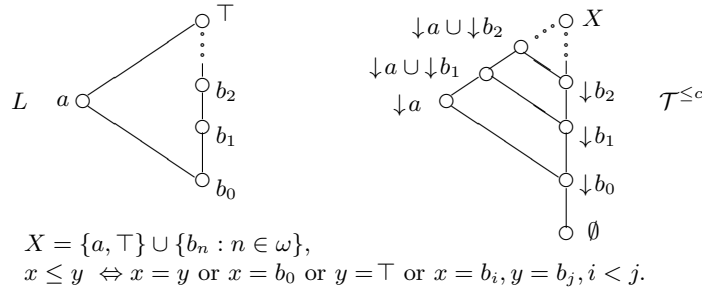 ⊤
X
↓a ∪ ↓b₂
↓a ∪ ↓b₁
L
a
b₂
b₁
b₀
↓a
↓b₂
↓b₁
↓b₀
∅
𝒯^{≤c}
X = {a, ⊤} ∪ {bₙ : n ∈ ω},
x ≤ y ⇔ x = y or x = b₀ or y = ⊤ or x = bᵢ, y = bⱼ, i < j.